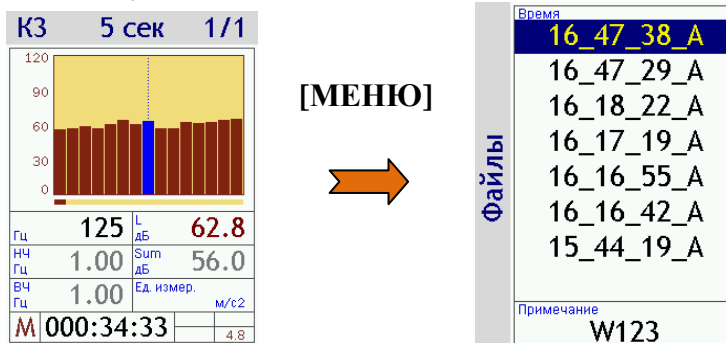 К3 5 сек 1/1
120
90
60
30
0
Гц 125 L дБ 62.8
НЧ Гц 1.00 Sum дБ 56.0
ВЧ Гц 1.00 Ед. измер. м/с2
М 000:34:33 4.8
[МЕНЮ]
Файлы
Время
16_47_38_A
16_47_29_A
16_18_22_A
16_17_19_A
16_16_55_A
16_16_42_A
15_44_19_A
Примечание
W123